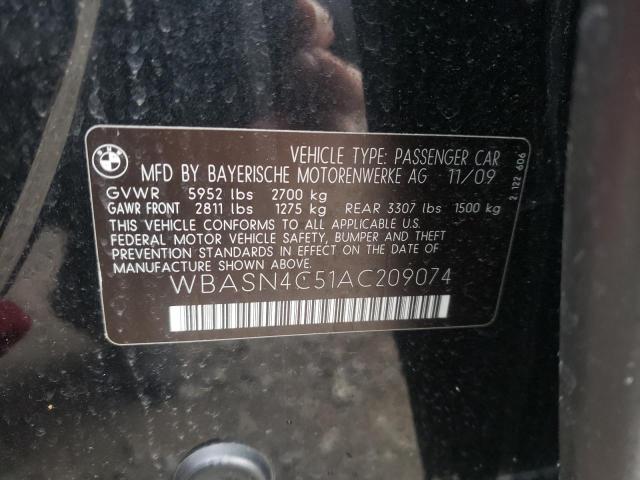 BMW
VEHICLE TYPE: PASSENGER CAR
MFD BY BAYERISCHE MOTORENWERKE AG 11/09
GVWR 5952 lbs 2700 kg
GAWR FRONT 2811 lbs 1275 kg REAR 3307 lbs 1500 kg
THIS VEHICLE CONFORMS TO ALL APPLICABLE U.S.
FEDERAL MOTOR VEHICLE SAFETY, BUMPER AND THEFT
PREVENTION STANDARDS IN EFFECT ON THE DATE OF
MANUFACTURE SHOWN ABOVE.
WBASN4C51AC209074
2 122 606